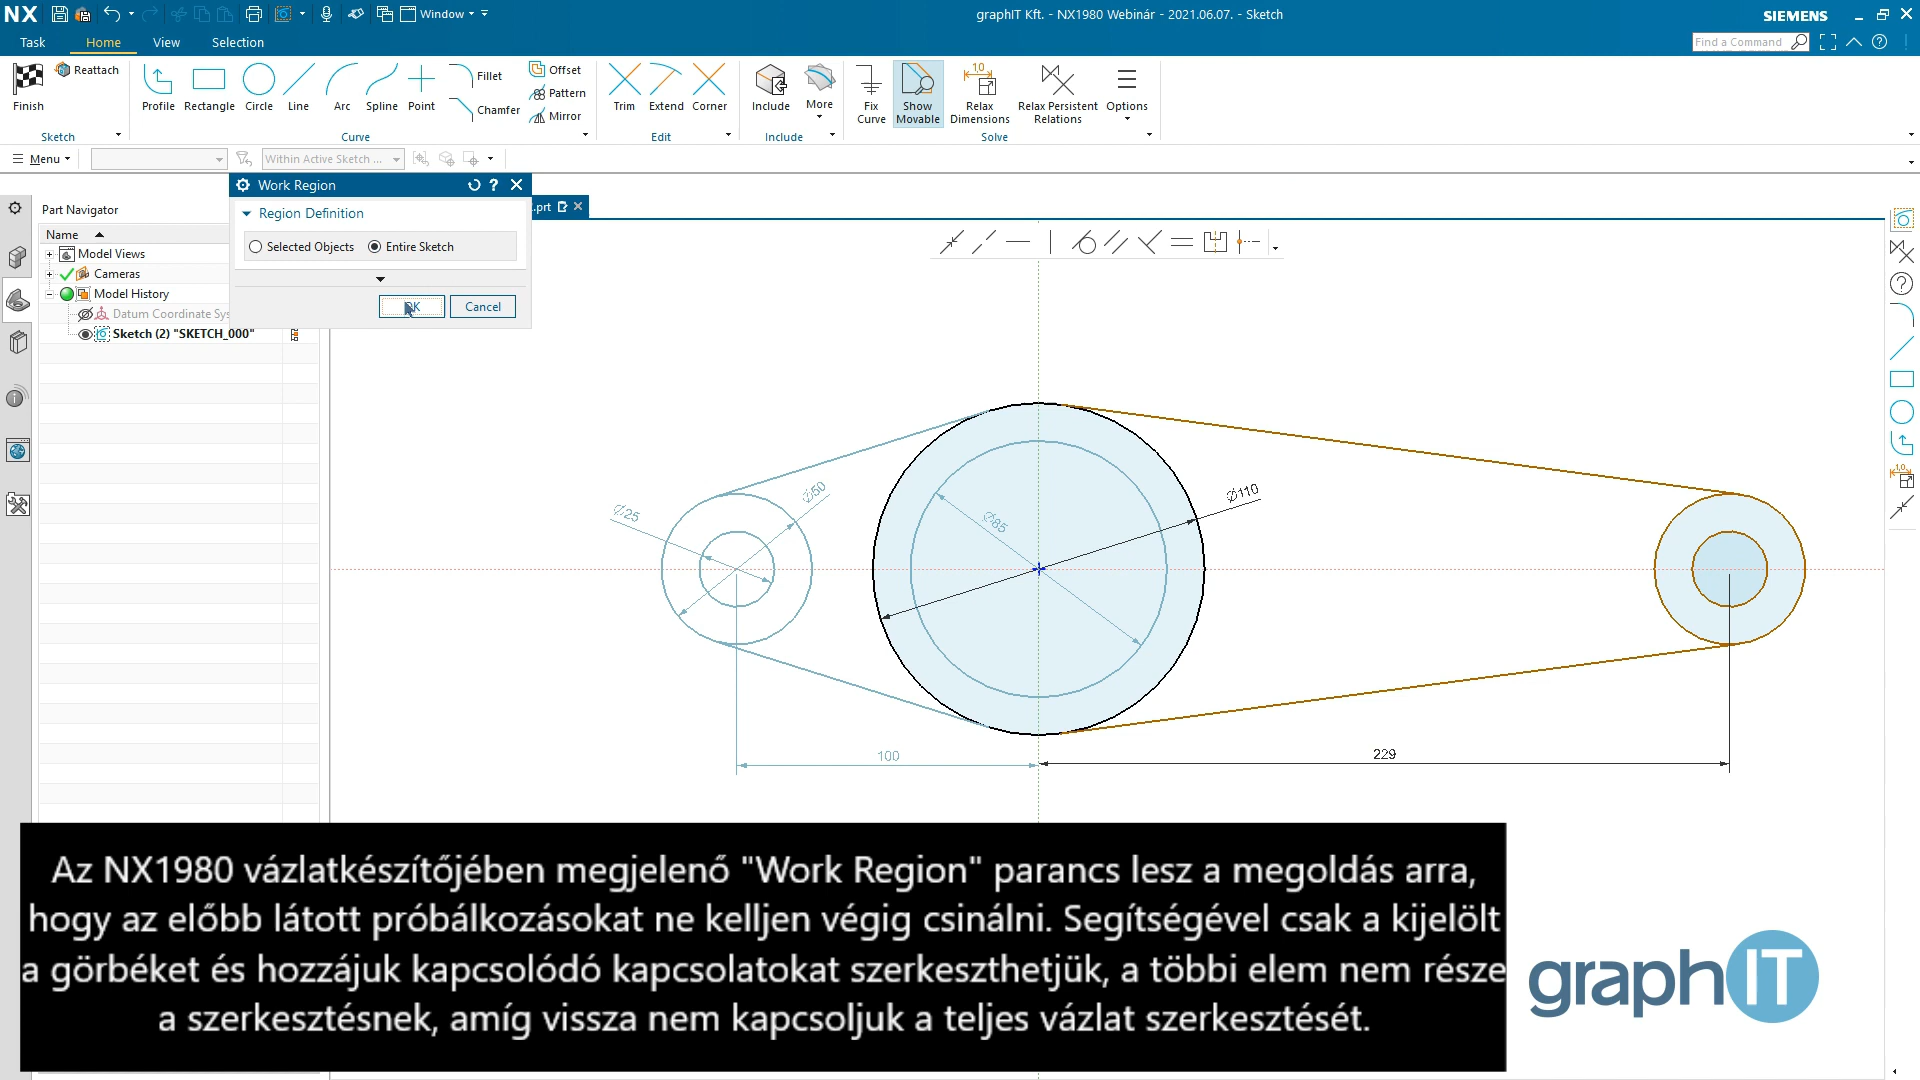 NX
Window
graphIT Kft. - NX1980 Webinár - 2021.06.07. - Sketch
SIEMENS
Task
Home
View
Selection
Find a Command
Finish
Reattach
Profile
Rectangle
Circle
Line
Arc
Spline
Point
Fillet
Chamfer
Offset
Pattern
Mirror
Trim
Extend
Corner
Include
More
Fix
Curve
Show
Movable
Relax
Dimensions
Relax Persistent
Relations
Options
Sketch
Curve
Edit
Include
Solve
Menu
Within Active Sketch ...
Work Region
Region Definition
Selected Objects
Entire Sketch
OK
Cancel
.prt
Part Navigator
Name
Model Views
Cameras
Model History
Datum Coordinate Sys
Sketch (2) "SKETCH_000"
∅25
∅50
∅85
∅110
100
229
1,0
Az NX1980 vázlatkészítőjében megjelenő "Work Region" parancs lesz a megoldás arra,
hogy az előbb látott próbálkozásokat ne kelljen végig csinálni. Segítségével csak a kijelölt
a görbéket és hozzájuk kapcsolódó kapcsolatokat szerkeszthetjük, a többi elem nem része
a szerkesztésnek, amíg vissza nem kapcsoljuk a teljes vázlat szerkesztését.
graphIT